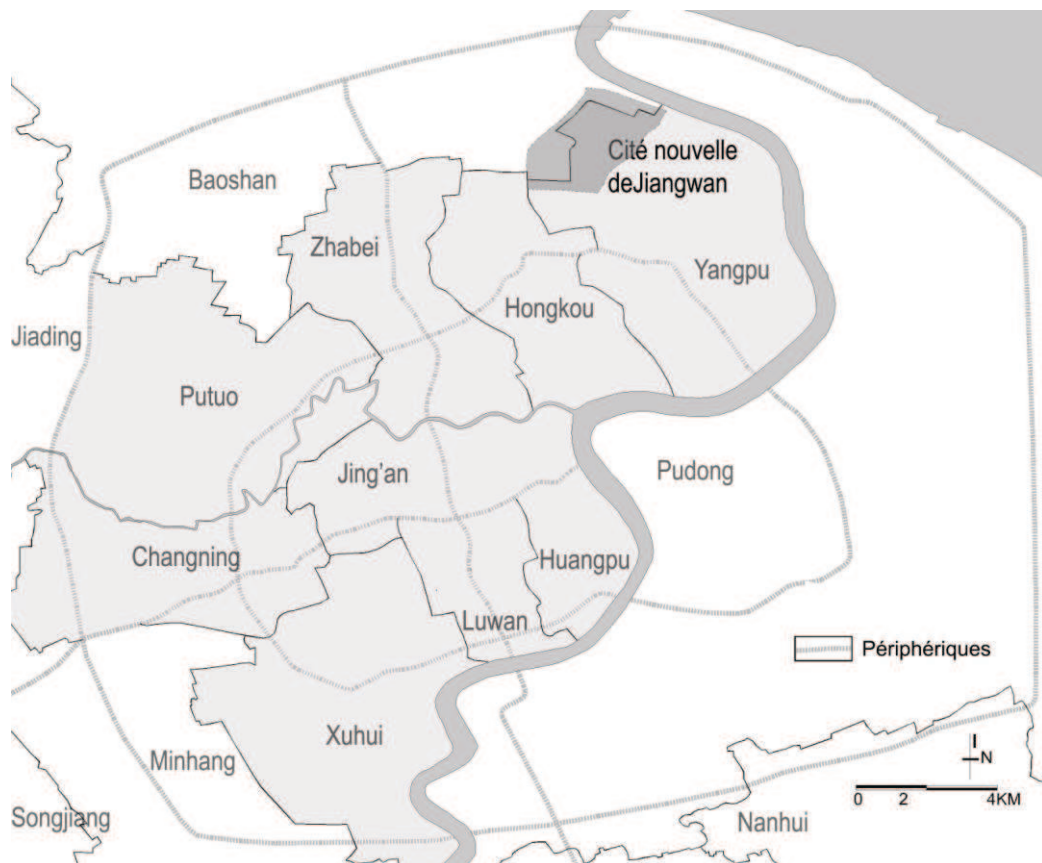 Cité nouvelle
deJiangwan
Baoshan
Zhabei
Yangpu
Hongkou
Jiading
Putuo
Jing'an
Pudong
Changning
Huangpu
Luwan
Périphériques
Xuhui
Minhang
N
0 2 4KM
Songjiang
Nanhui